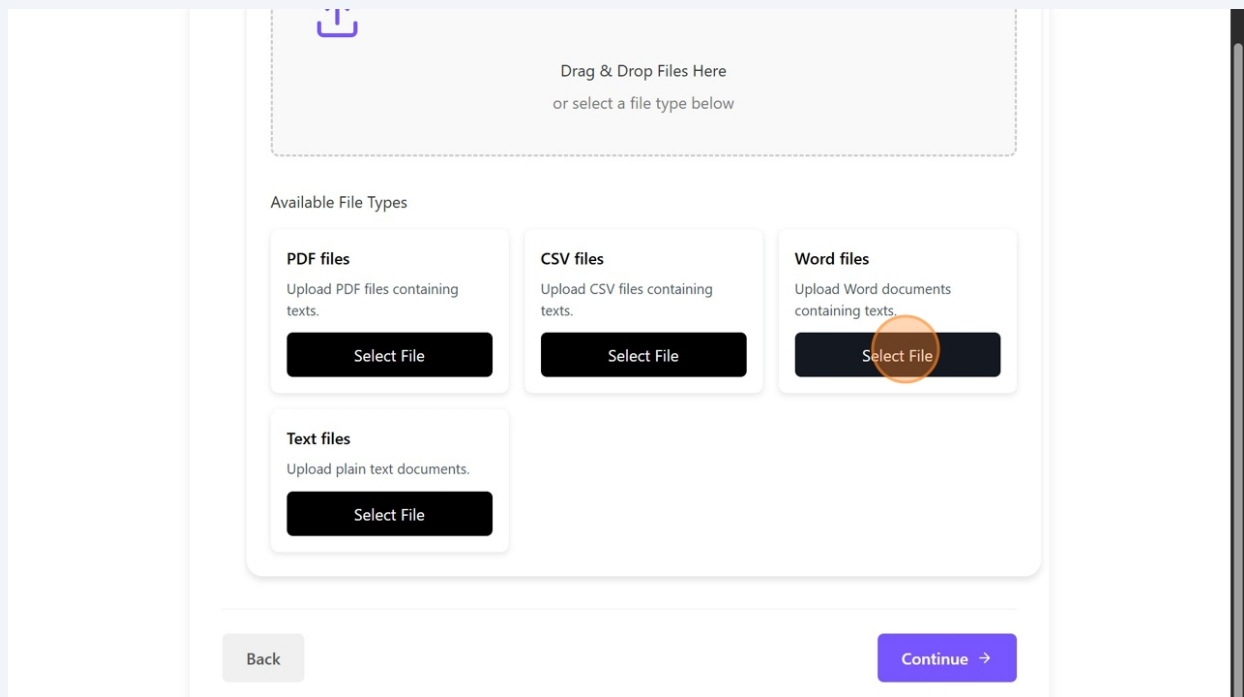 Drag & Drop Files Here
or select a file type below
Available File Types
PDF files
Upload PDF files containing
texts.
Select File
CSV files
Upload CSV files containing
texts.
Select File
Word files
Upload Word documents
containing texts.
Select File
Text files
Upload plain text documents.
Select File
Back
Continue →